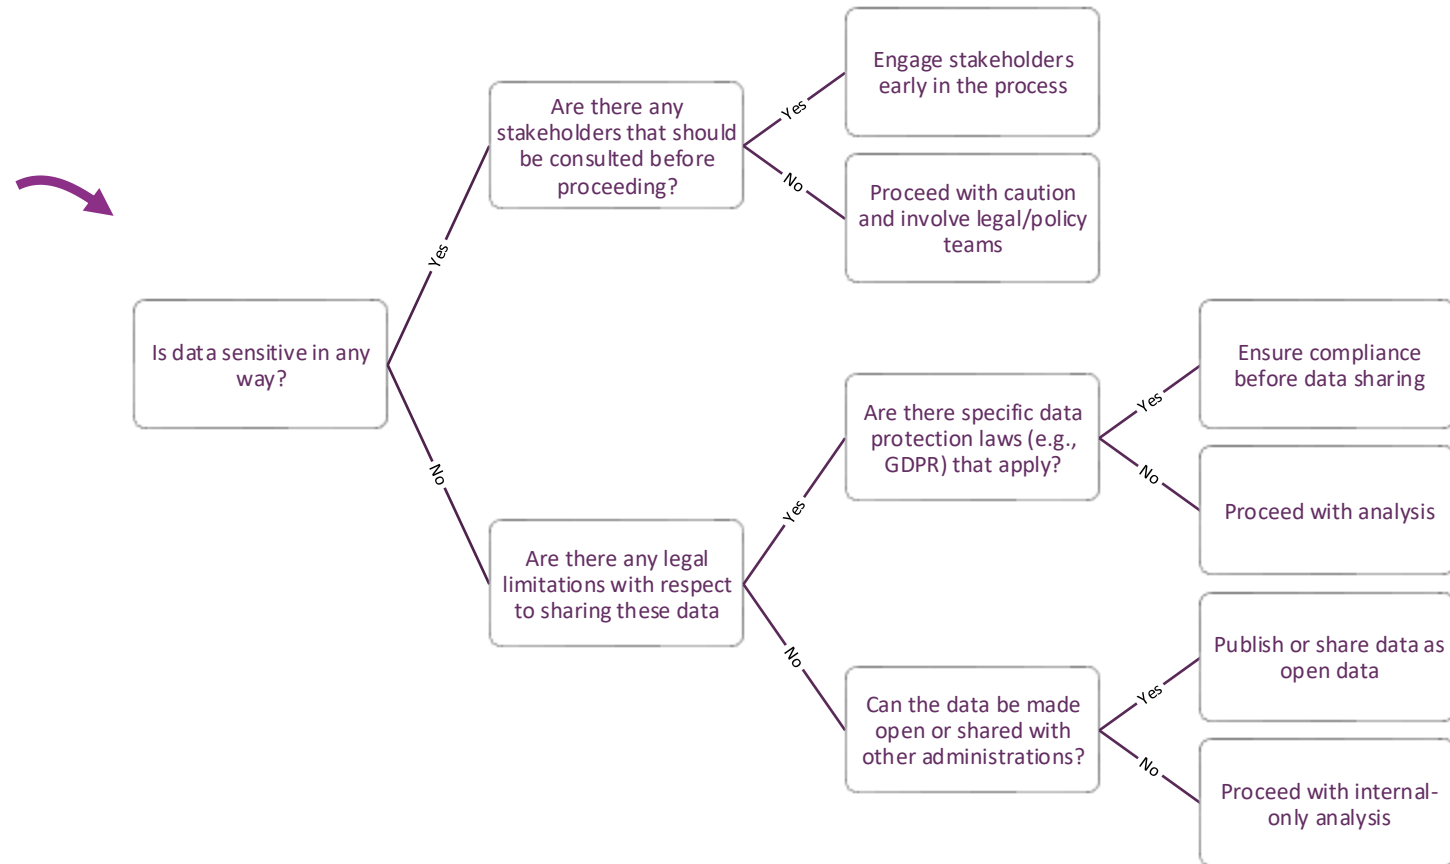 Is data sensitive in any
way?
Yes
No
Are there any
stakeholders that should
be consulted before
proceeding?
Yes
No
Engage stakeholders
early in the process
Proceed with caution
and involve legal/policy
teams
Are there any legal
limitations with respect
to sharing these data
Yes
No
Are there specific data
protection laws (e.g.,
GDPR) that apply?
Yes
No
Ensure compliance
before data sharing
Proceed with analysis
Can the data be made
open or shared with
other administrations?
Yes
No
Publish or share data as
open data
Proceed with internal-
only analysis